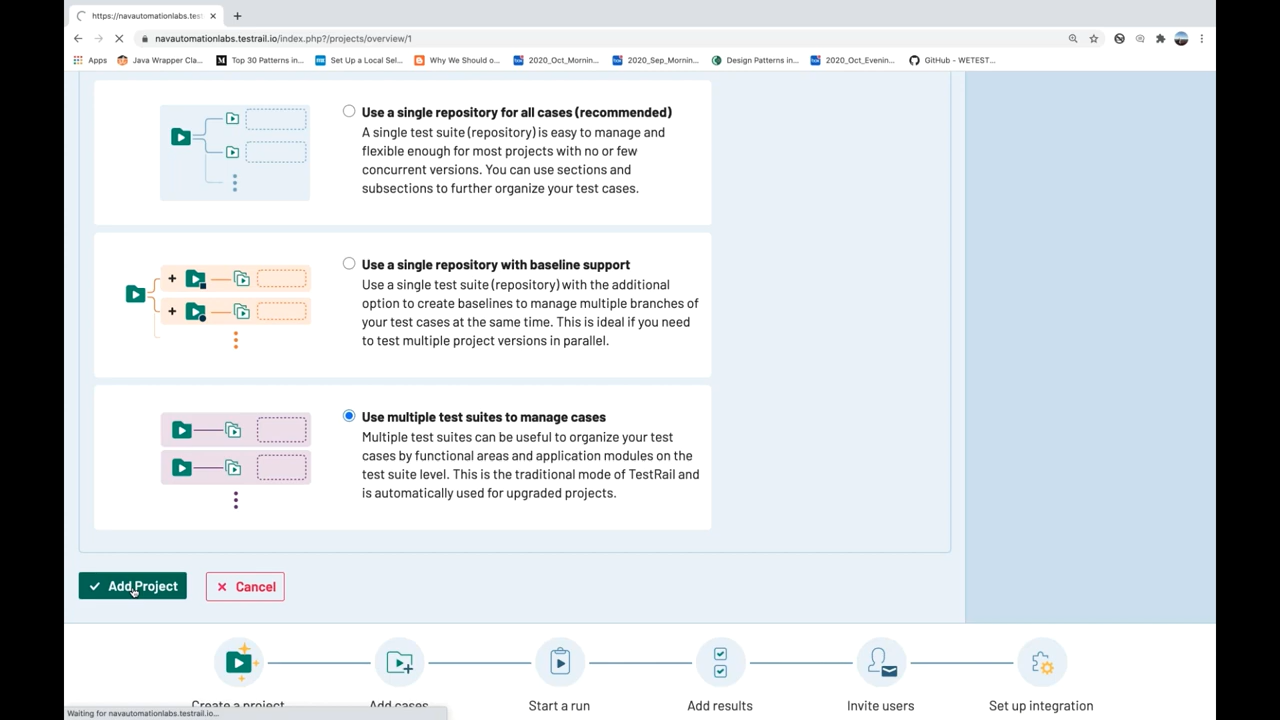 https://navautomationlabs.test
navautomationlabs.testrail.io/index.php?/projects/overview/1
Apps
Java Wrapper Cla...
Top 30 Patterns in...
Set Up a Local Sel...
Why We Should o...
2020_Oct_Mornin...
2020_Sep_Mornin...
Design Patterns in...
2020_Oct_Evenin...
GitHub - WETEST...
Use a single repository for all cases (recommended)
A single test suite (repository) is easy to manage and
flexible enough for most projects with no or few
concurrent versions. You can use sections and
subsections to further organize your test cases.
Use a single repository with baseline support
Use a single test suite (repository) with the additional
option to create baselines to manage multiple branches of
your test cases at the same time. This is ideal if you need
to test multiple project versions in parallel.
Use multiple test suites to manage cases
Multiple test suites can be useful to organize your test
cases by functional areas and application modules on the
test suite level. This is the traditional mode of TestRail and
is automatically used for upgraded projects.
Add Project
Cancel
Create a project
Add cases
Start a run
Add results
Invite users
Set up integration
Waiting for navautomationlabs.testrail.io...